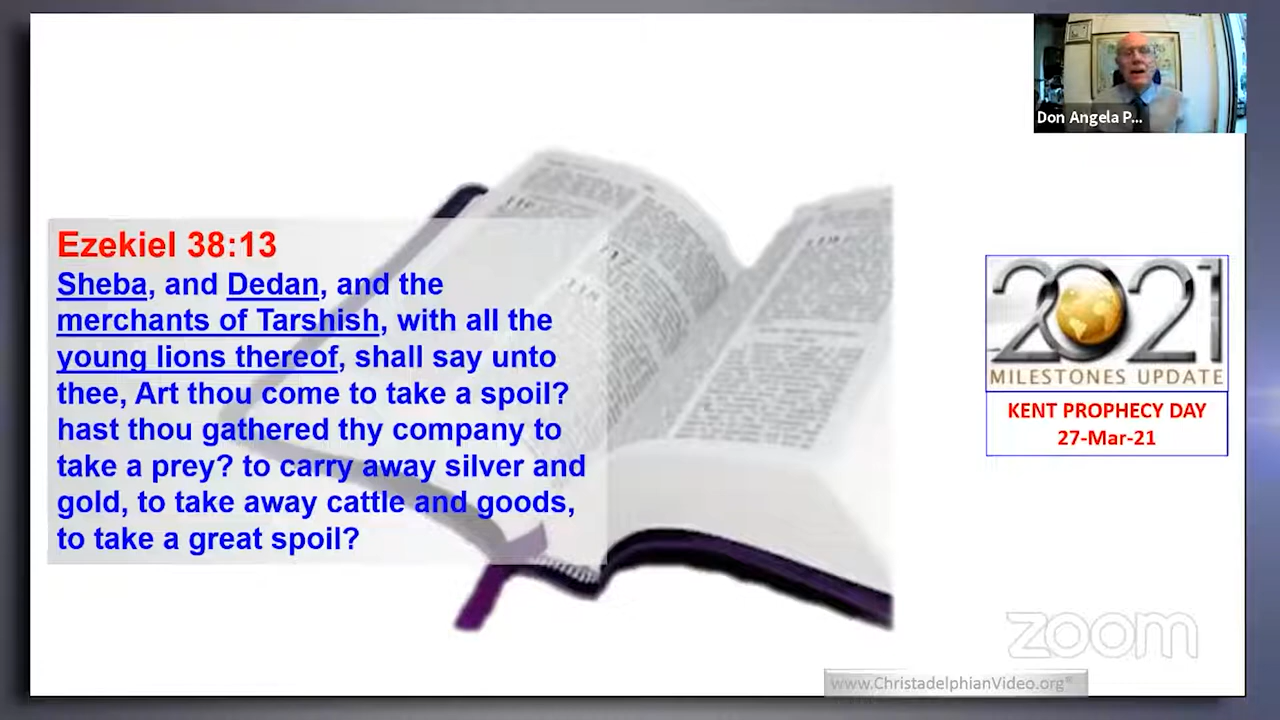 Don Angela P...
Ezekiel 38:13
Sheba, and Dedan, and the
merchants of Tarshish, with all the
young lions thereof, shall say unto
thee, Art thou come to take a spoil?
hast thou gathered thy company to
take a prey? to carry away silver and
gold, to take away cattle and goods,
to take a great spoil?
2021
MILESTONES UPDATE
KENT PROPHECY DAY
27-Mar-21
zoom
www.ChristadelphianVideo.org*